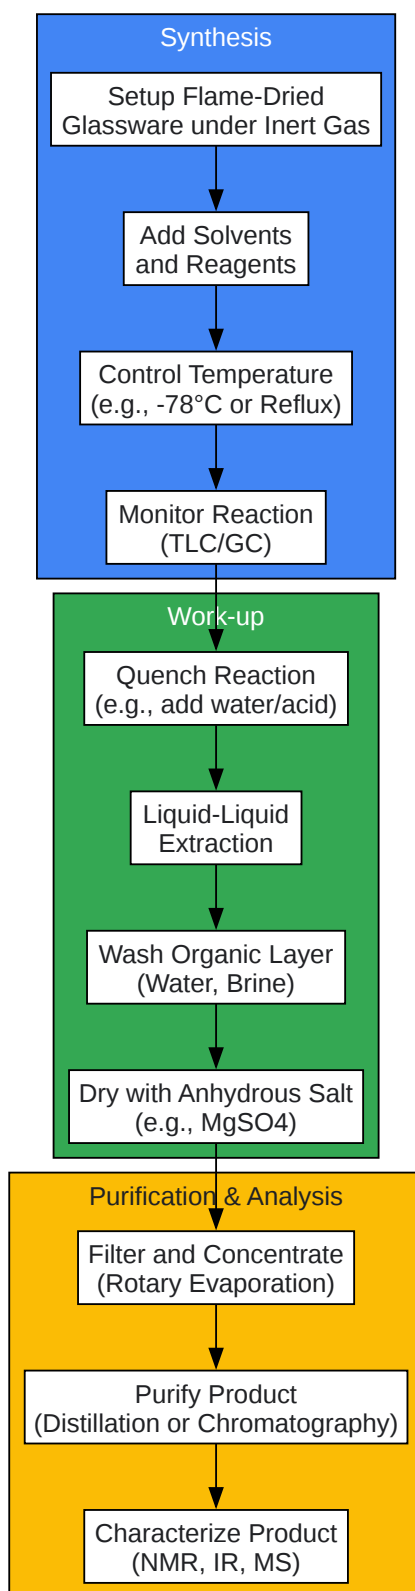 Synthesis
Setup Flame-Dried
Glassware under Inert Gas
Add Solvents
and Reagents
Control Temperature
(e.g., -78°C or Reflux)
Monitor Reaction
(TLC/GC)
Work-up
Quench Reaction
(e.g., add water/acid)
Liquid-Liquid
Extraction
Wash Organic Layer
(Water, Brine)
Dry with Anhydrous Salt
(e.g., MgSO4)
Purification & Analysis
Filter and Concentrate
(Rotary Evaporation)
Purify Product
(Distillation or Chromatography)
Characterize Product
(NMR, IR, MS)